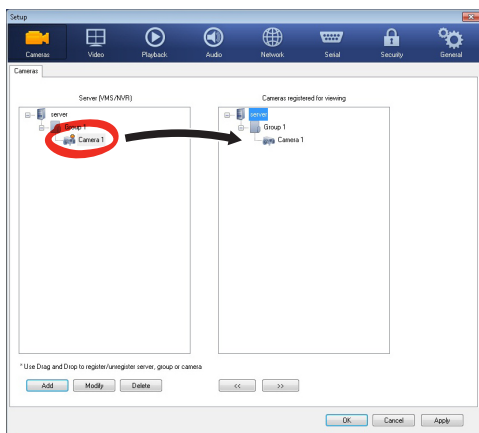 Setup
Cameras Video Playback Audio Network Serial Security General
Cameras
Server (VMS/NVR) Cameras registered for viewing
server server
Group 1 Group 1
Camera 1 Camera 1
* Use Drag and Drop to register/unregister server, group or camera
Add Modify Delete << >>
OK Cancel Apply